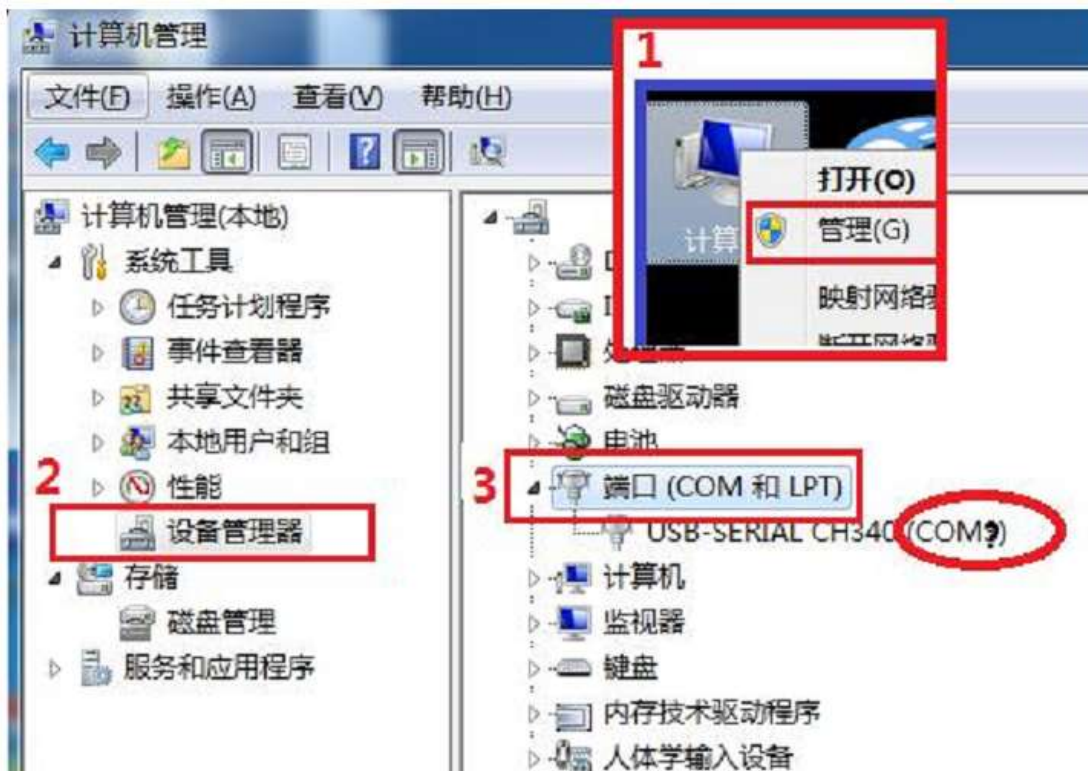 计算机管理
文件(F) 操作(A) 查看(V) 帮助(H)
计算机管理(本地)
系统工具
任务计划程序
事件查看器
共享文件夹
本地用户和组
2
性能
设备管理器
存储
磁盘管理
服务和应用程序
1
打开(O)
管理(G)
计算
映射网络
断开网络
磁盘驱动器
电池
3
端口 (COM 和 LPT)
USB-SERIAL CH340 (COM?)
计算机
监视器
键盘
内存技术驱动程序
人体学输入设备